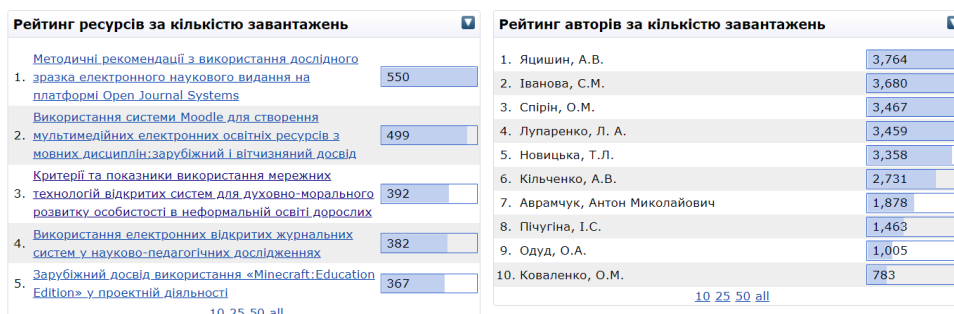 Рейтинг ресурсів за кількістю завантажень
Методичні рекомендації з використання дослідного
1. зразка електронного наукового видання на
платформі Open Journal Systems
550
Використання системи Moodle для створення
2. мультимедійних електронних освітніх ресурсів з
мовних дисциплін:зарубіжний і вітчизняний досвід
499
Критерії та показники використання мережних
3. технологій відкритих систем для духовно-морального
розвитку особистості в неформальній освіті дорослих
392
4. Використання електронних відкритих журнальних
систем у науково-педагогічних дослідженнях
382
5. Зарубіжний досвід використання «Minecraft:Education
Edition» у проектній діяльності
367
10 25 50 all
Рейтинг авторів за кількістю завантажень
1. Яцишин, А.В. 3,764
2. Іванова, С.М. 3,680
3. Спірін, О.М. 3,467
4. Лупаренко, Л. А. 3,459
5. Новицька, Т.Л. 3,358
6. Кільченко, А.В. 2,731
7. Аврамчук, Антон Миколайович 1,878
8. Пічугіна, І.С. 1,463
9. Одуд, О.А. 1,005
10. Коваленко, О.М. 783
10 25 50 all